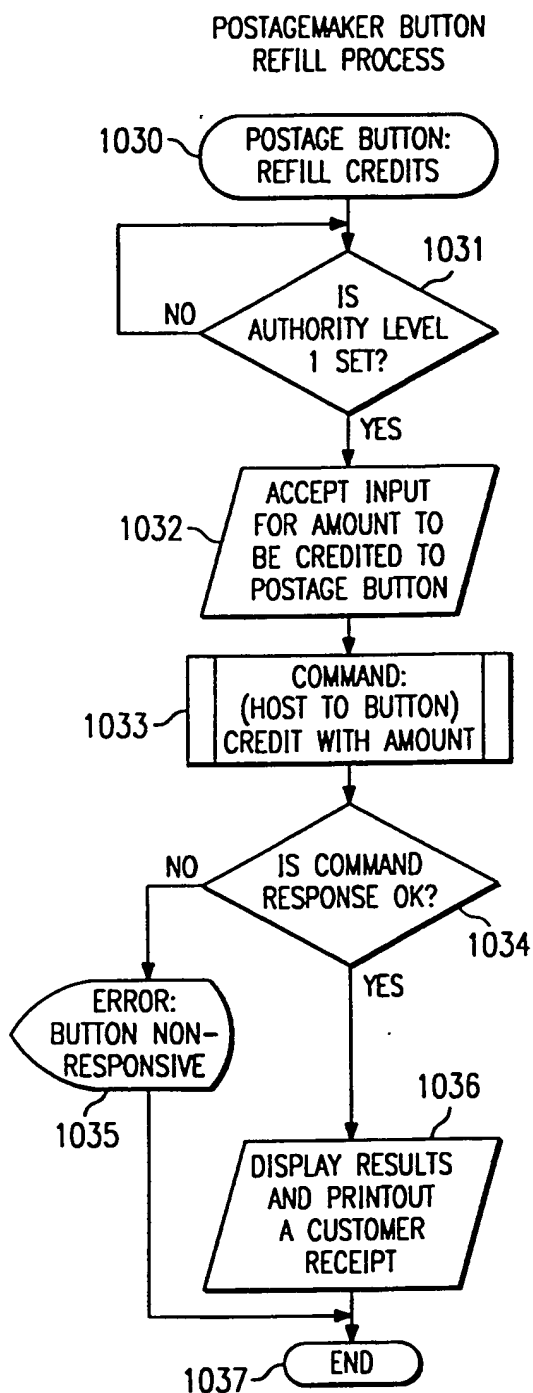 POSTAGEMAKER BUTTON
REFILL PROCESS
1030
POSTAGE BUTTON:
REFILL CREDITS
1031
IS
AUTHORITY LEVEL
1 SET?
NO
YES
1032
ACCEPT INPUT
FOR AMOUNT TO
BE CREDITED TO
POSTAGE BUTTON
1033
COMMAND:
(HOST TO BUTTON)
CREDIT WITH AMOUNT
NO
IS COMMAND
RESPONSE OK?
1034
YES
ERROR:
BUTTON NON-
RESPONSIVE
1035
1036
DISPLAY RESULTS
AND PRINTOUT
A CUSTOMER
RECEIPT
END
1037